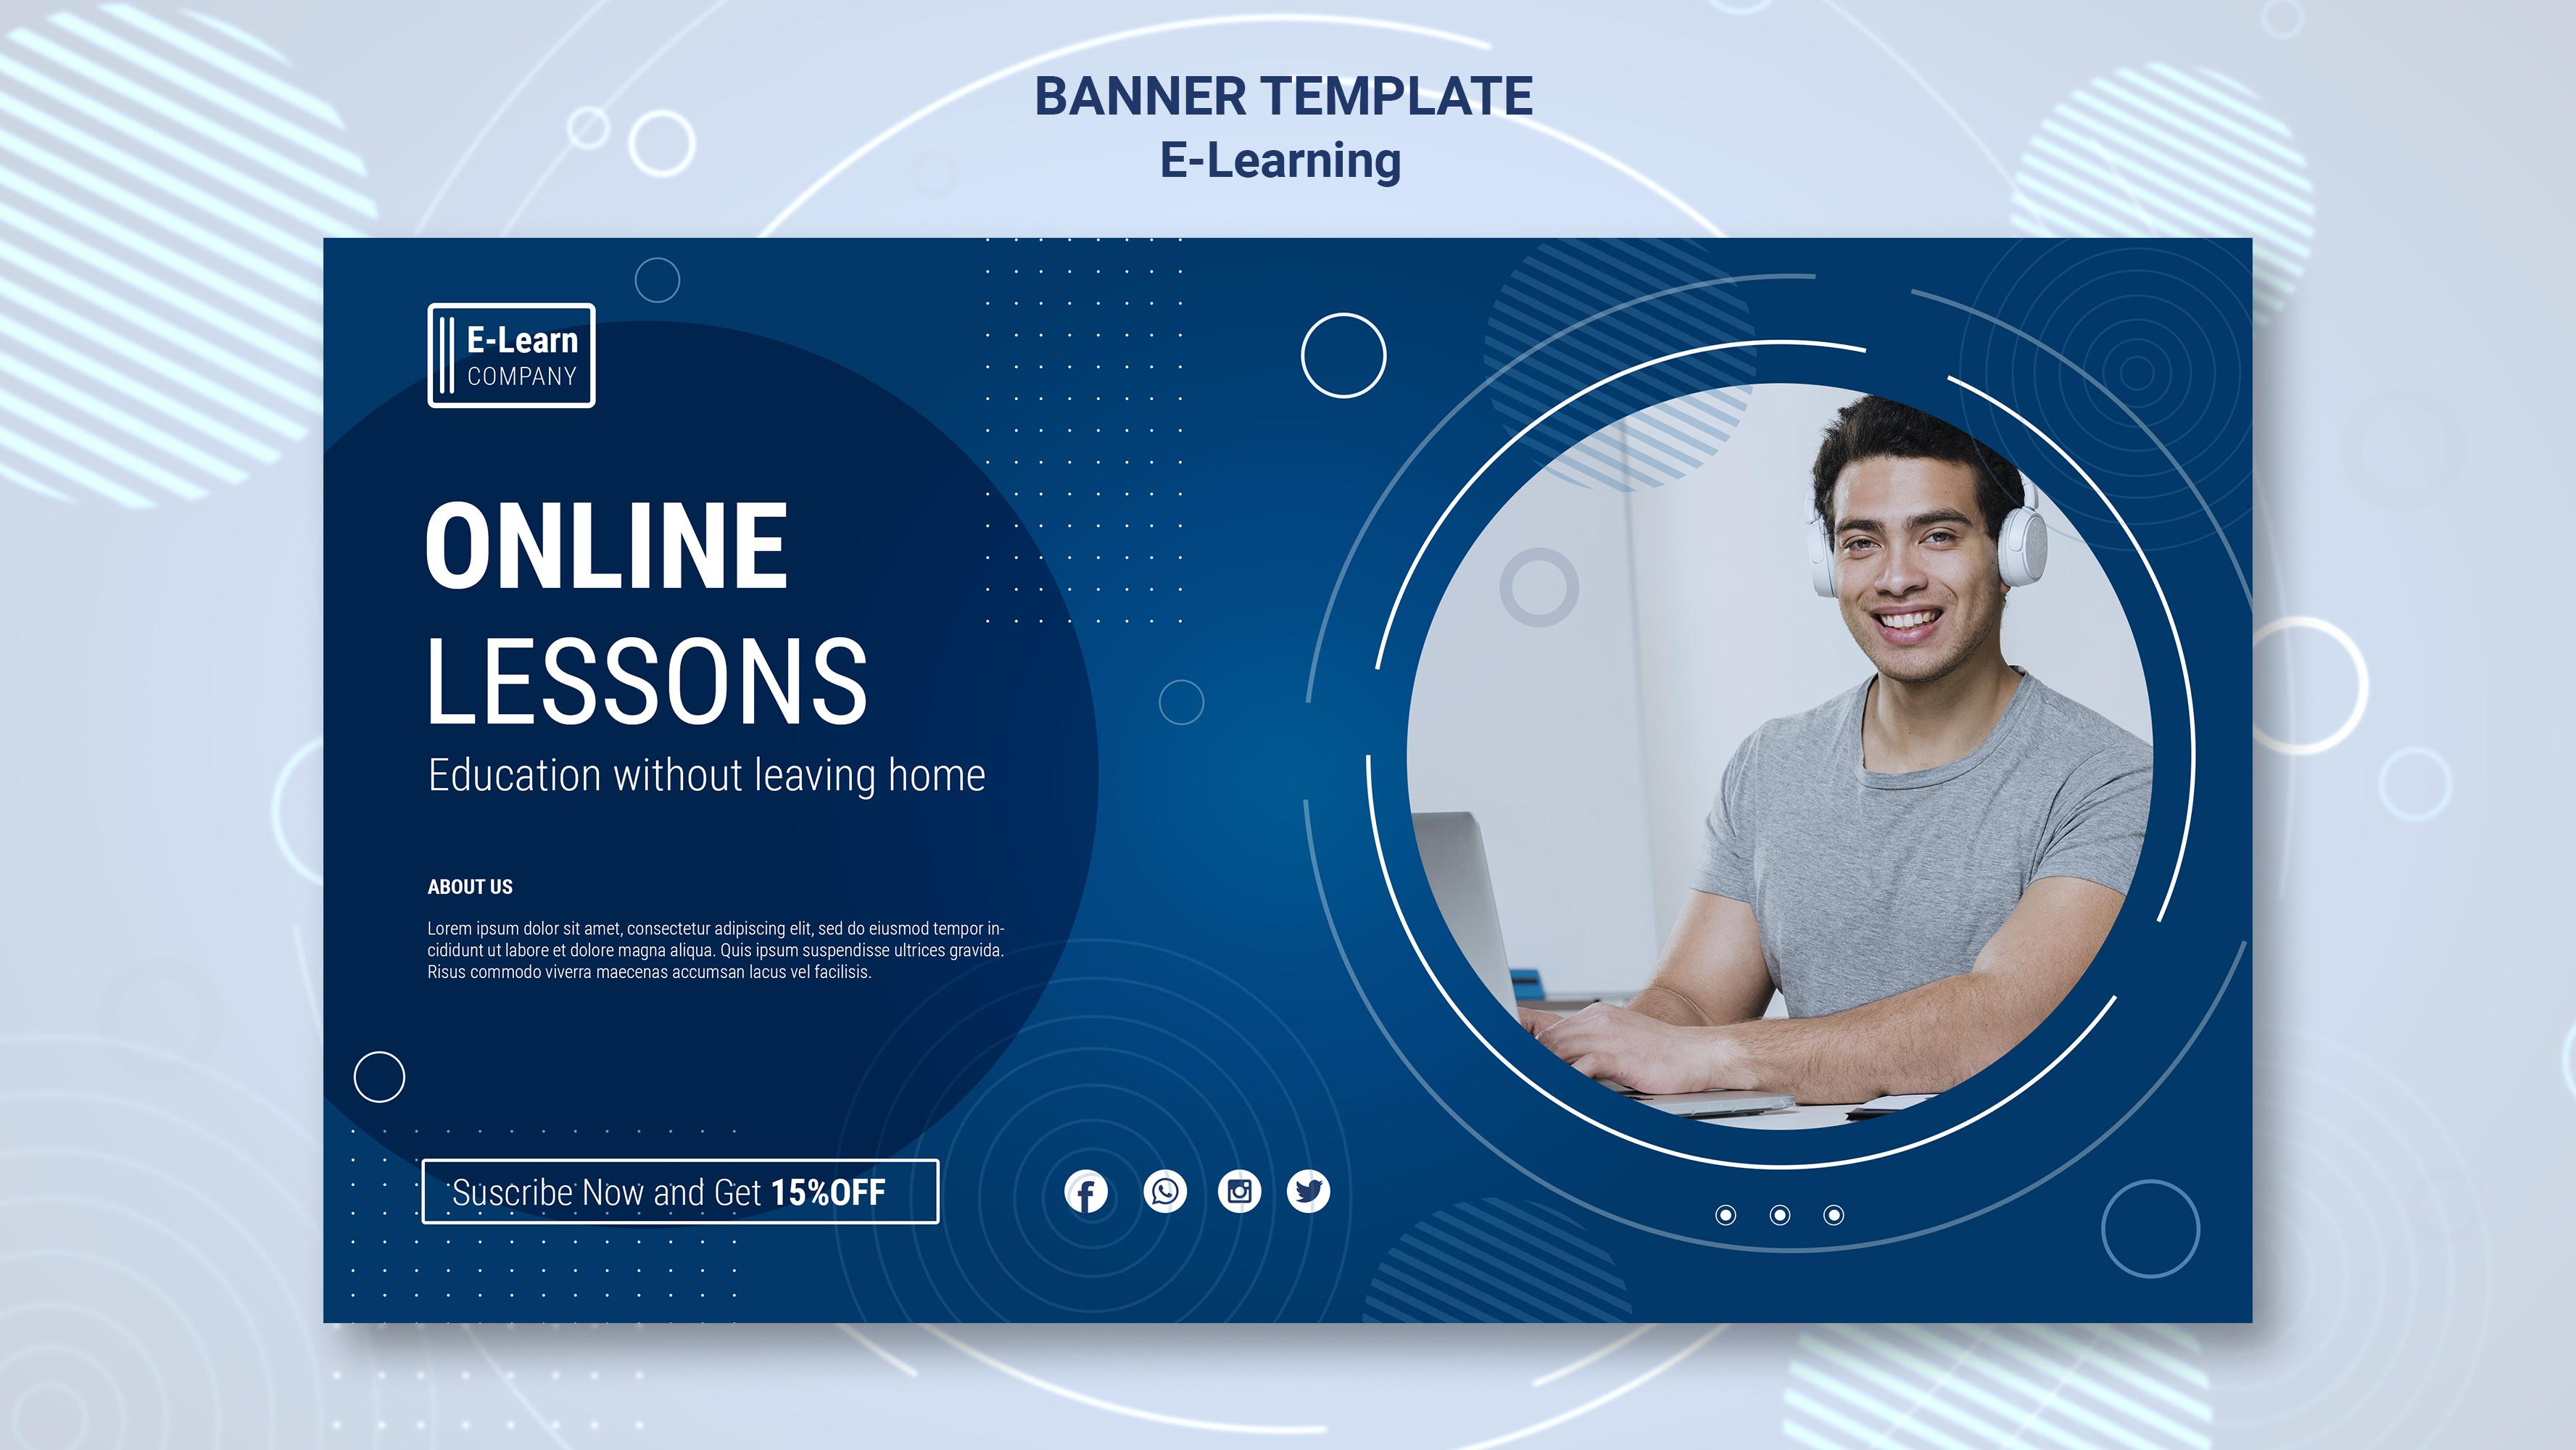 BANNER TEMPLATE
E-Learning
E-Learn
COMPANY
ONLINE
LESSONS
Education without leaving home
ABOUT US
Lorem ipsum dolor sit amet, consectetur adipiscing elit, sed do eiusmod tempor in-
cididunt ut labore et dolore magna aliqua. Quis ipsum suspendisse ultrices gravida.
Risus commodo viverra maecenas accumsan lacus vel facilisis.
Suscribe Now and Get 15%OFF